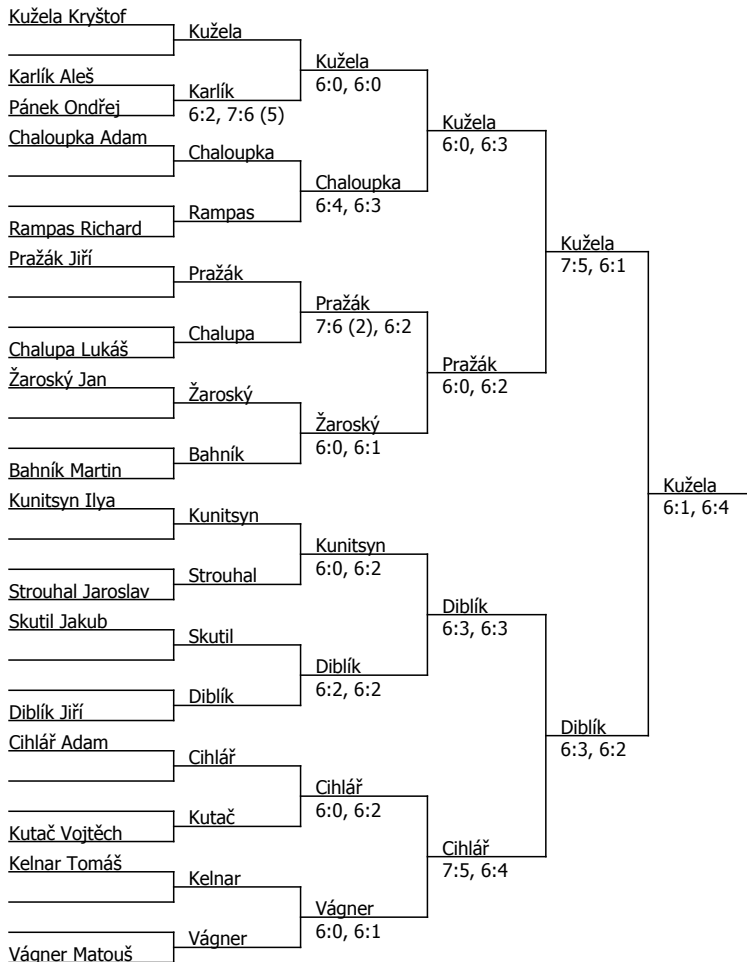 Kužela Kryštof
Karlík Aleš
Pánek Ondřej
Chaloupka Adam
Rampas Richard
Pražák Jiří
Chalupa Lukáš
Žaroský Jan
Bahník Martin
Kunitsyn Ilya
Strouhal Jaroslav
Skutil Jakub
Diblík Jiří
Cihlář Adam
Kutač Vojtěch
Kelnar Tomáš
Vágner Matouš
Kužela
Karlík
6:2, 7:6 (5)
Chaloupka
Rampas
Pražák
Chalupa
Žaroský
Bahník
Kunitsyn
Strouhal
Skutil
Diblík
Cihlář
Kutač
Kelnar
Vágner
Kužela
6:0, 6:0
Chaloupka
6:4, 6:3
Pražák
7:6 (2), 6:2
Žaroský
6:0, 6:1
Kunitsyn
6:0, 6:2
Diblík
6:2, 6:2
Cihlář
6:0, 6:2
Vágner
6:0, 6:1
Kužela
6:0, 6:3
Pražák
6:0, 6:2
Diblík
6:3, 6:3
Cihlář
7:5, 6:4
Kužela
7:5, 6:1
Diblík
6:3, 6:2
Kužela
6:1, 6:4